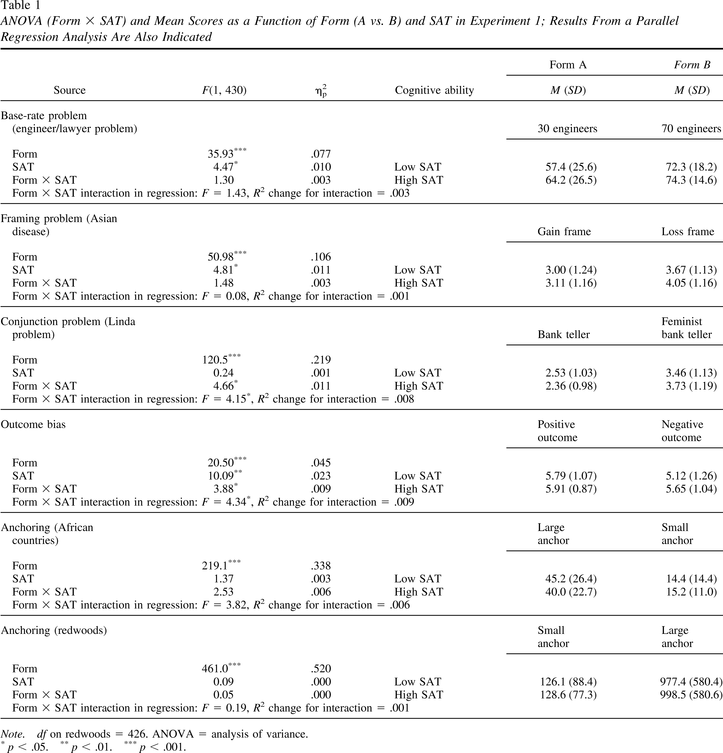 Table 1
ANOVA (Form × SAT) and Mean Scores as a Function of Form (A vs. B) and SAT in Experiment 1; Results From a Parallel
Regression Analysis Are Also Indicated
Form A Form B
Source F(1, 430) η²p Cognitive ability M (SD) M (SD)
Base-rate problem
(engineer/lawyer problem) 30 engineers 70 engineers
Form 35.93*** .077
SAT 4.47* .010 Low SAT 57.4 (25.6) 72.3 (18.2)
Form × SAT 1.30 .003 High SAT 64.2 (26.5) 74.3 (14.6)
Form × SAT interaction in regression: F = 1.43, R² change for interaction = .003
Framing problem (Asian
disease) Gain frame Loss frame
Form 50.98*** .106
SAT 4.81* .011 Low SAT 3.00 (1.24) 3.67 (1.13)
Form × SAT 1.48 .003 High SAT 3.11 (1.16) 4.05 (1.16)
Form × SAT interaction in regression: F = 0.08, R² change for interaction = .001
Conjunction problem (Linda Feminist
problem) Bank teller bank teller
Form 120.5*** .219
SAT 0.24 .001 Low SAT 2.53 (1.03) 3.46 (1.13)
Form × SAT 4.66* .011 High SAT 2.36 (0.98) 3.73 (1.19)
Form × SAT interaction in regression: F = 4.15*, R² change for interaction = .008
Outcome bias Positive Negative
outcome outcome
Form 20.50*** .045
SAT 10.09** .023 Low SAT 5.79 (1.07) 5.12 (1.26)
Form × SAT 3.88* .009 High SAT 5.91 (0.87) 5.65 (1.04)
Form × SAT interaction in regression: F = 4.34*, R² change for interaction = .009
Anchoring (African Large Small
countries) anchor anchor
Form 219.1*** .338
SAT 1.37 .003 Low SAT 45.2 (26.4) 14.4 (14.4)
Form × SAT 2.53 .006 High SAT 40.0 (22.7) 15.2 (11.0)
Form × SAT interaction in regression: F = 3.82, R² change for interaction = .006
Anchoring (redwoods) Small Large
anchor anchor
Form 461.0*** .520
SAT 0.09 .000 Low SAT 126.1 (88.4) 977.4 (580.4)
Form × SAT 0.05 .000 High SAT 128.6 (77.3) 998.5 (580.6)
Form × SAT interaction in regression: F = 0.19, R² change for interaction = .001
Note. df on redwoods = 426. ANOVA = analysis of variance.
* p < .05. ** p < .01. *** p < .001.